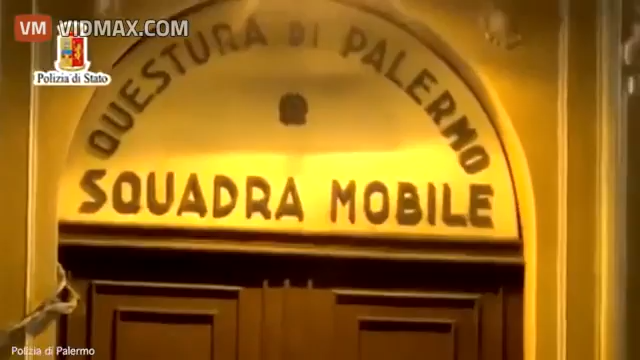 VM VIDMAX.COM
Polizia di Stato
QUESTURA DI PALERMO
SQUADRA MOBILE
Polizia di Palermo